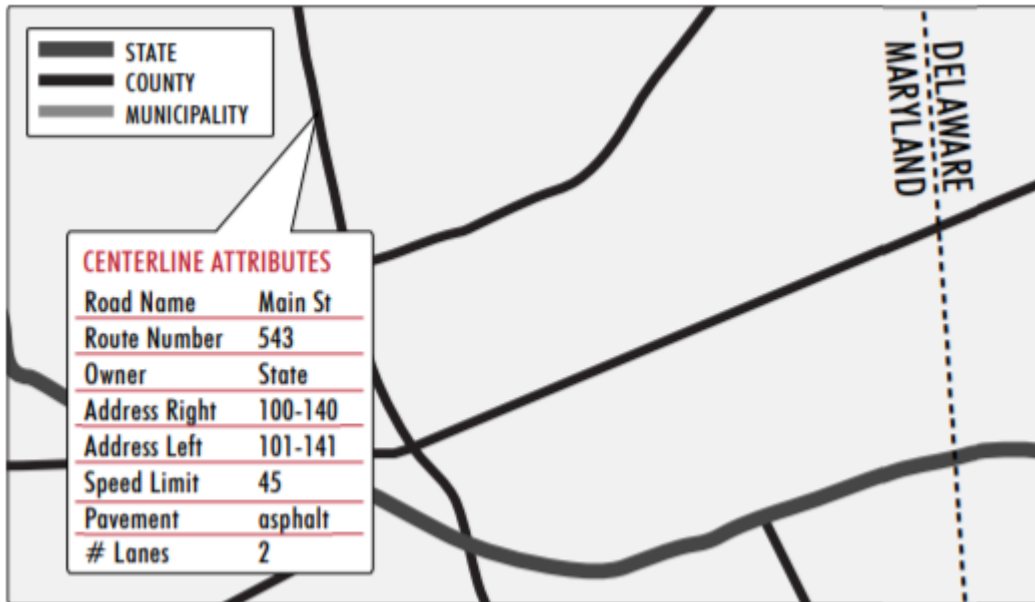 STATE
COUNTY
MUNICIPALITY
DELAWARE
MARYLAND
CENTERLINE ATTRIBUTES
Road Name Main St
Route Number 543
Owner State
Address Right 100-140
Address Left 101-141
Speed Limit 45
Pavement asphalt
# Lanes 2